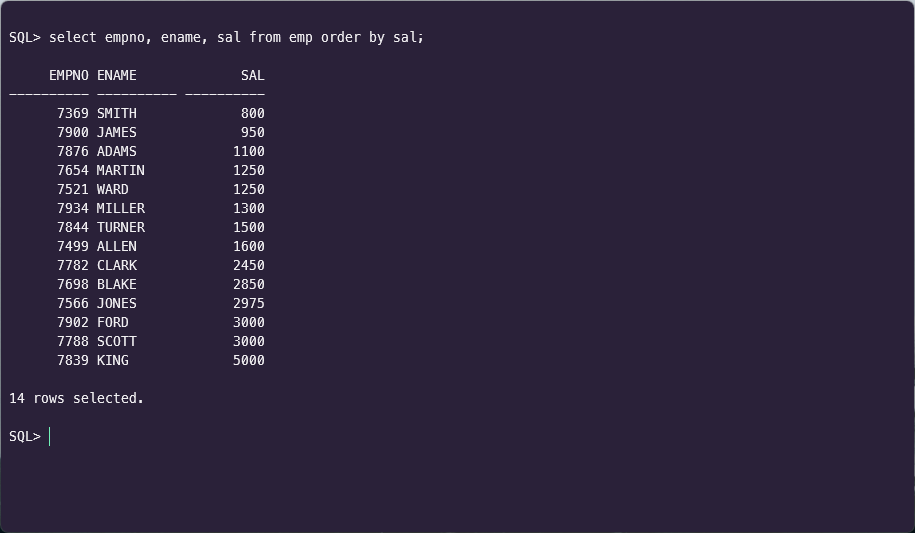 SQL> select empno, ename, sal from emp order by sal;
     EMPNO ENAME             SAL
---------- ---------- ----------
      7369 SMITH             800
      7900 JAMES             950
      7876 ADAMS            1100
      7654 MARTIN           1250
      7521 WARD             1250
      7934 MILLER           1300
      7844 TURNER           1500
      7499 ALLEN            1600
      7782 CLARK            2450
      7698 BLAKE            2850
      7566 JONES            2975
      7902 FORD             3000
      7788 SCOTT            3000
      7839 KING             5000
14 rows selected.
SQL>